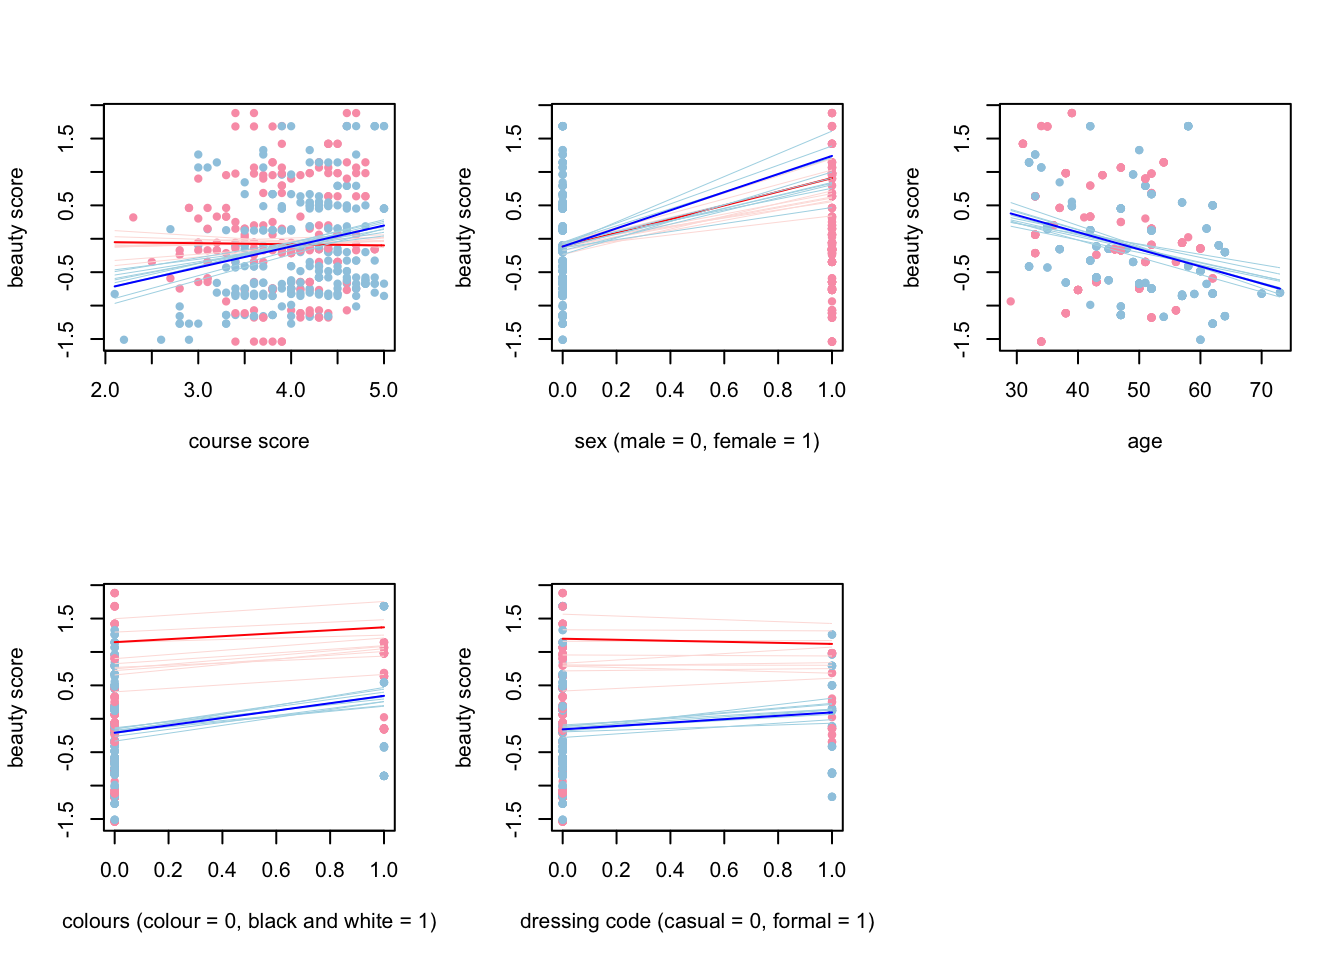 beauty score
1.5
0.5
-0.5
-1.5
2.0 3.0 4.0 5.0
course score
beauty score
1.5
0.5
-0.5
-1.5
0.0 0.2 0.4 0.6 0.8 1.0
sex (male = 0, female = 1)
beauty score
1.5
0.5
-0.5
-1.5
30 40 50 60 70
age
beauty score
1.5
0.5
-0.5
-1.5
0.0 0.2 0.4 0.6 0.8 1.0
colours (colour = 0, black and white = 1)
beauty score
1.5
0.5
-0.5
-1.5
0.0 0.2 0.4 0.6 0.8 1.0
dressing code (casual = 0, formal = 1)